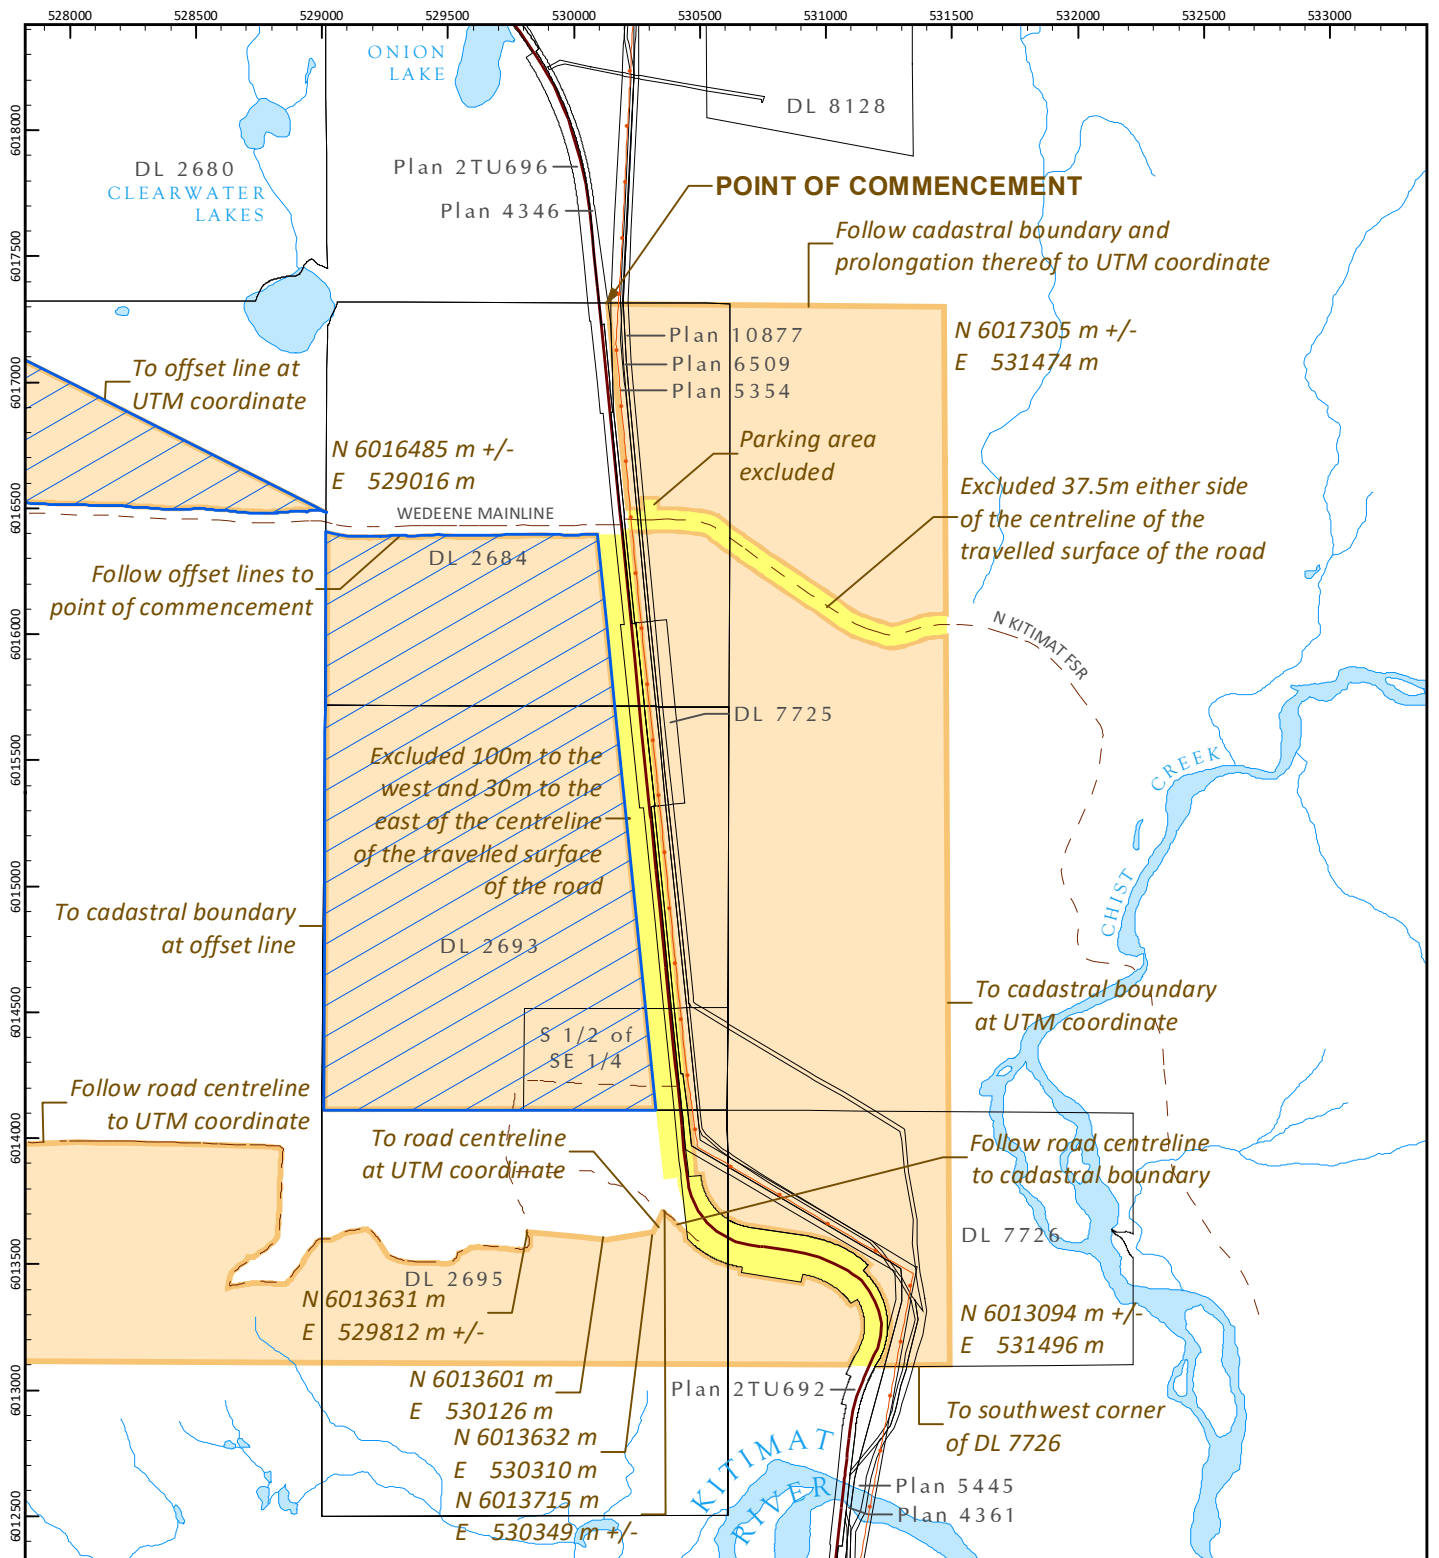 528000 528500 529000 529500 530000 530500 531000 531500 532000 532500 533000
6018000
6017500
6017000
6016500
6016000
6015500
6015000
6014500
6014000
6013500
6013000
6012500
ONION
LAKE
DL 8128
DL 2680
CLEARWATER
LAKES
Plan 2TU696
Plan 4346
POINT OF COMMENCEMENT
Follow cadastral boundary and
prolongation thereof to UTM coordinate
Plan 10877
Plan 6509
Plan 5354
N 6017305 m +/-
E 531474 m
To offset line at
UTM coordinate
N 6016485 m +/-
E 529016 m
Parking area
excluded
Excluded 37.5m either side
of the centreline of the
travelled surface of the road
WEDEENE MAINLINE
DL 2684
Follow offset lines to
point of commencement
N KITIMAT FSR
DL 7725
Excluded 100m to the
west and 30m to the
east of the centreline
of the travelled surface
of the road
CHIST CREEK
To cadastral boundary
at offset line
DL 2693
To cadastral boundary
at UTM coordinate
S 1/2 of
SE 1/4
Follow road centreline
to UTM coordinate
To road centreline
at UTM coordinate
Follow road centreline
to cadastral boundary
DL 7726
DL 2695
N 6013631 m
E 529812 m +/-
N 6013094 m +/-
E 531496 m
N 6013601 m
E 530126 m
Plan 2TU692
To southwest corner
of DL 7726
N 6013632 m
E 530310 m
N 6013715 m
E 530349 m +/-
KITIMAT
RIVER
Plan 5445
Plan 4361